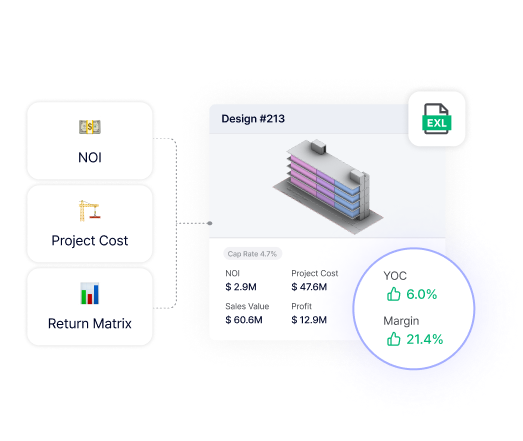 NOI
Project Cost
Return Matrix
Design #213
EXL
Cap Rate 4.7%
NOI Project Cost
$ 2.9M $ 47.6M
Sales Value Profit
$ 60.6M $ 12.9M
YOC
6.0%
Margin
21.4%